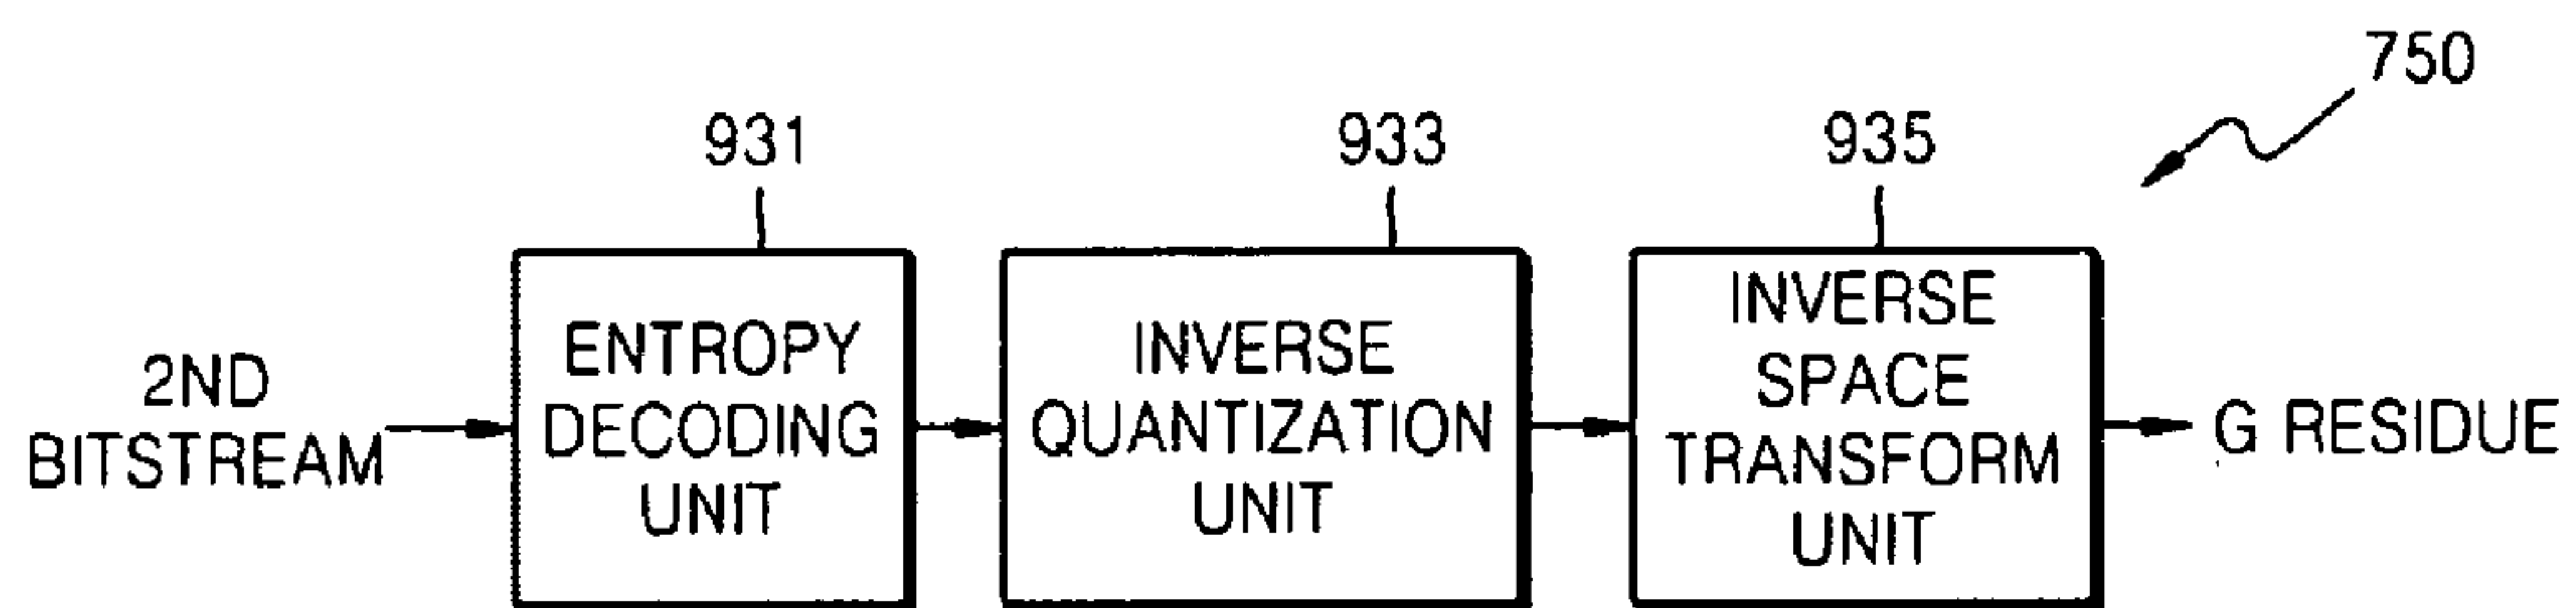 750
931
933
935
2ND
BITSTREAM
ENTROPY
DECODING
UNIT
INVERSE
QUANTIZATION
UNIT
INVERSE
SPACE
TRANSFORM
UNIT
G RESIDUE